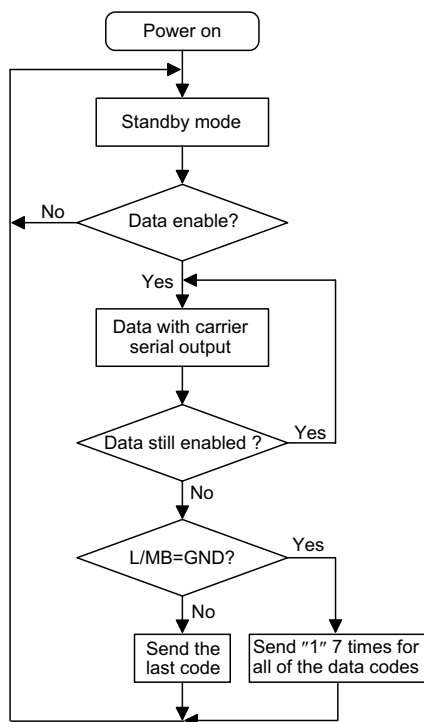 Power on
Standby mode
No
Data enable?
Yes
Data with carrier
serial output
Data still enabled ?
Yes
No
L/MB=GND?
Yes
No
Send the
last code
Send ″1″ 7 times for
all of the data codes